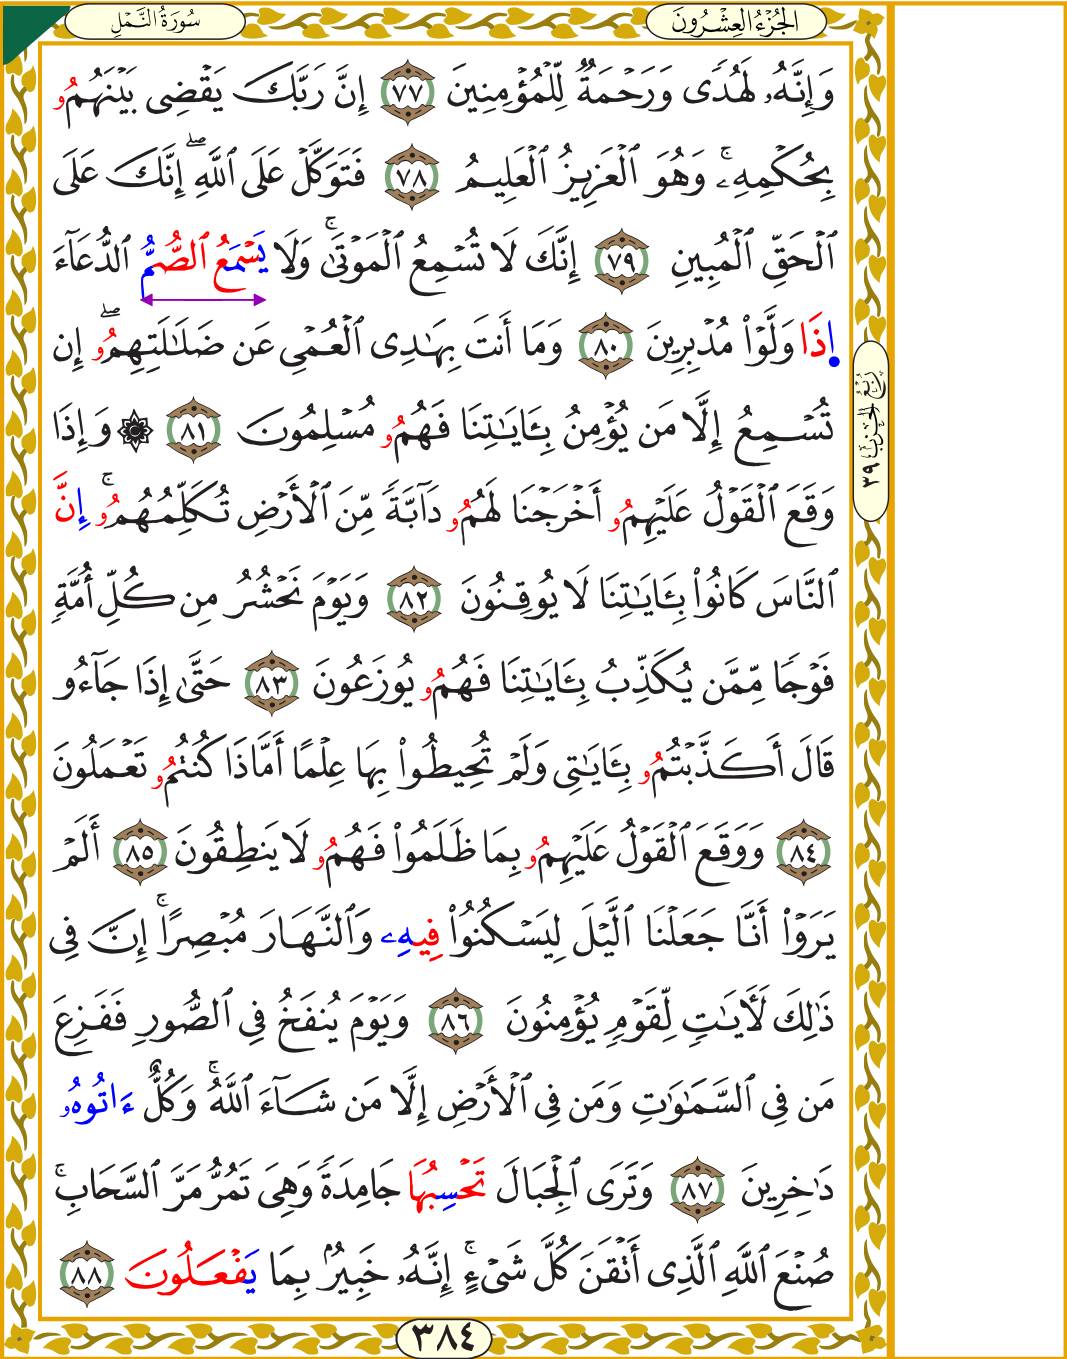 سُورَةُ النَّمْلِ
الجُزْءُ العِشْرُونَ
وَإِنَّهُۥ لَهُدٗى وَرَحۡمَةٞ لِّلۡمُؤۡمِنِينَ ٧٧ إِنَّ رَبَّكَ يَقۡضِي بَيۡنَهُمُۥ
بِحُكۡمِهِۦۚ وَهُوَ ٱلۡعَزِيزُ ٱلۡعَلِيمُ ٧٨ فَتَوَكَّلۡ عَلَى ٱللَّهِۖ إِنَّكَ عَلَى
ٱلۡحَقِّ ٱلۡمُبِينِ ٧٩ إِنَّكَ لَا تُسۡمِعُ ٱلۡمَوۡتَىٰۚ وَلَا يَسۡمَعُ ٱلصُّمُّ ٱلدُّعَآءَ
إِذَا وَلَّوۡاْ مُدۡبِرِينَ ٨٠ وَمَا أَنتَ بِهَٰدِي ٱلۡعُمۡيِ عَن ضَلَٰلَتِهِمُۥۖ إِن
تُسۡمِعُ إِلَّا مَن يُؤۡمِنُ بِـَٔايَٰتِنَا فَهُمُۥ مُسۡلِمُونَ ٨١ ۞ وَإِذَا
وَقَعَ ٱلۡقَوۡلُ عَلَيۡهِمُۥ أَخۡرَجۡنَا لَهُمُۥ دَآبَّةٗ مِّنَ ٱلۡأَرۡضِ تُكَلِّمُهُمُۥۚ إِنَّ
ٱلنَّاسَ كَانُواْ بِـَٔايَٰتِنَا لَا يُوقِنُونَ ٨٢ وَيَوۡمَ نَحۡشُرُ مِن كُلِّ أُمَّةٖ
فَوۡجٗا مِّمَّن يُكَذِّبُ بِـَٔايَٰتِنَا فَهُمُۥ يُوزَعُونَ ٨٣ حَتَّىٰ إِذَا جَآءُو
قَالَ أَكَذَّبۡتُمُۥ بِـَٔايَٰتِي وَلَمۡ تُحِيطُواْ بِهَا عِلۡمًا أَمَّاذَا كُنتُمُۥ تَعۡمَلُونَ
٨٤ وَوَقَعَ ٱلۡقَوۡلُ عَلَيۡهِمُۥ بِمَا ظَلَمُواْ فَهُمُۥ لَا يَنطِقُونَ ٨٥ أَلَمۡ
يَرَوۡاْ أَنَّا جَعَلۡنَا ٱلَّيۡلَ لِيَسۡكُنُواْ فِيهِۦ وَٱلنَّهَارَ مُبۡصِرًاۚ إِنَّ فِي
ذَٰلِكَ لَأٓيَٰتٖ لِّقَوۡمٖ يُؤۡمِنُونَ ٨٦ وَيَوۡمَ يُنفَخُ فِي ٱلصُّورِ فَفَزِعَ
مَن فِي ٱلسَّمَٰوَٰتِ وَمَن فِي ٱلۡأَرۡضِ إِلَّا مَن شَآءَ ٱللَّهُۚ وَكُلٌّ ءَاتُوهُۥ
دَٰخِرِينَ ٨٧ وَتَرَى ٱلۡجِبَالَ تَحۡسِبُهَا جَامِدَةٗ وَهِيَ تَمُرُّ مَرَّ ٱلسَّحَابِۚ
صُنۡعَ ٱللَّهِ ٱلَّذِي أَتۡقَنَ كُلَّ شَيۡءٍۚ إِنَّهُۥ خَبِيرُۢ بِمَا يَفۡعَلُونَ ٨٨
رُبْعُ الحِزْبِ ٣٩
٣٨٤